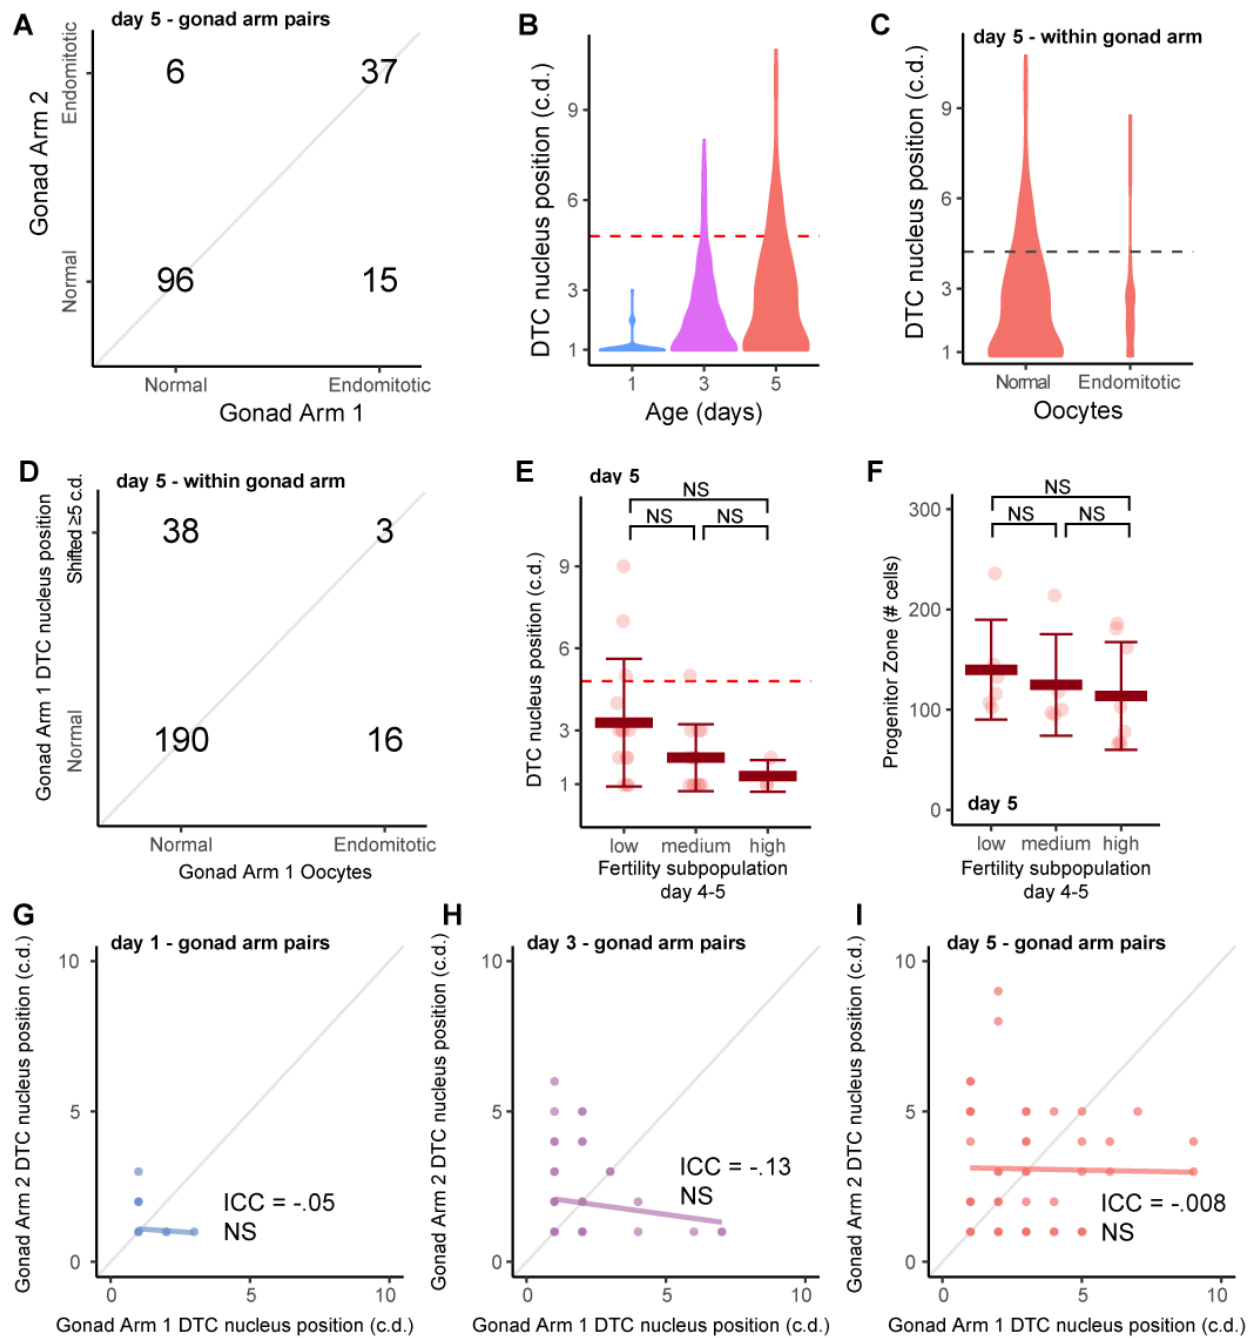 A
day 5 - gonad arm pairs
Gonad Arm 2
Endomitotic
Normal
6
37
96
15
Normal
Endomitotic
Gonad Arm 1
B
DTC nucleus position (c.d.)
9
6
3
1
1
3
5
Age (days)
C
day 5 - within gonad arm
DTC nucleus position (c.d.)
9
6
3
1
Normal
Endomitotic
Oocytes
D
day 5 - within gonad arm
Gonad Arm 1 DTC nucleus position
Shifted ≥5 c.d.
Normal
38
3
190
16
Normal
Endomitotic
Gonad Arm 1 Oocytes
E
day 5
NS
NS
NS
DTC nucleus position (c.d.)
9
6
3
1
low
medium
high
Fertility subpopulation
day 4-5
F
NS
NS
NS
Progenitor Zone (# cells)
300
200
100
0
day 5
low
medium
high
Fertility subpopulation
day 4-5
G
day 1 - gonad arm pairs
Gonad Arm 2 DTC nucleus position (c.d.)
10
5
0
ICC = -.05
NS
0
5
10
Gonad Arm 1 DTC nucleus position (c.d.)
H
day 3 - gonad arm pairs
Gonad Arm 2 DTC nucleus position (c.d.)
10
5
0
ICC = -.13
NS
0
5
10
Gonad Arm 1 DTC nucleus position (c.d.)
I
day 5 - gonad arm pairs
Gonad Arm 2 DTC nucleus position (c.d.)
10
5
0
ICC = -.008
NS
0
5
10
Gonad Arm 1 DTC nucleus position (c.d.)